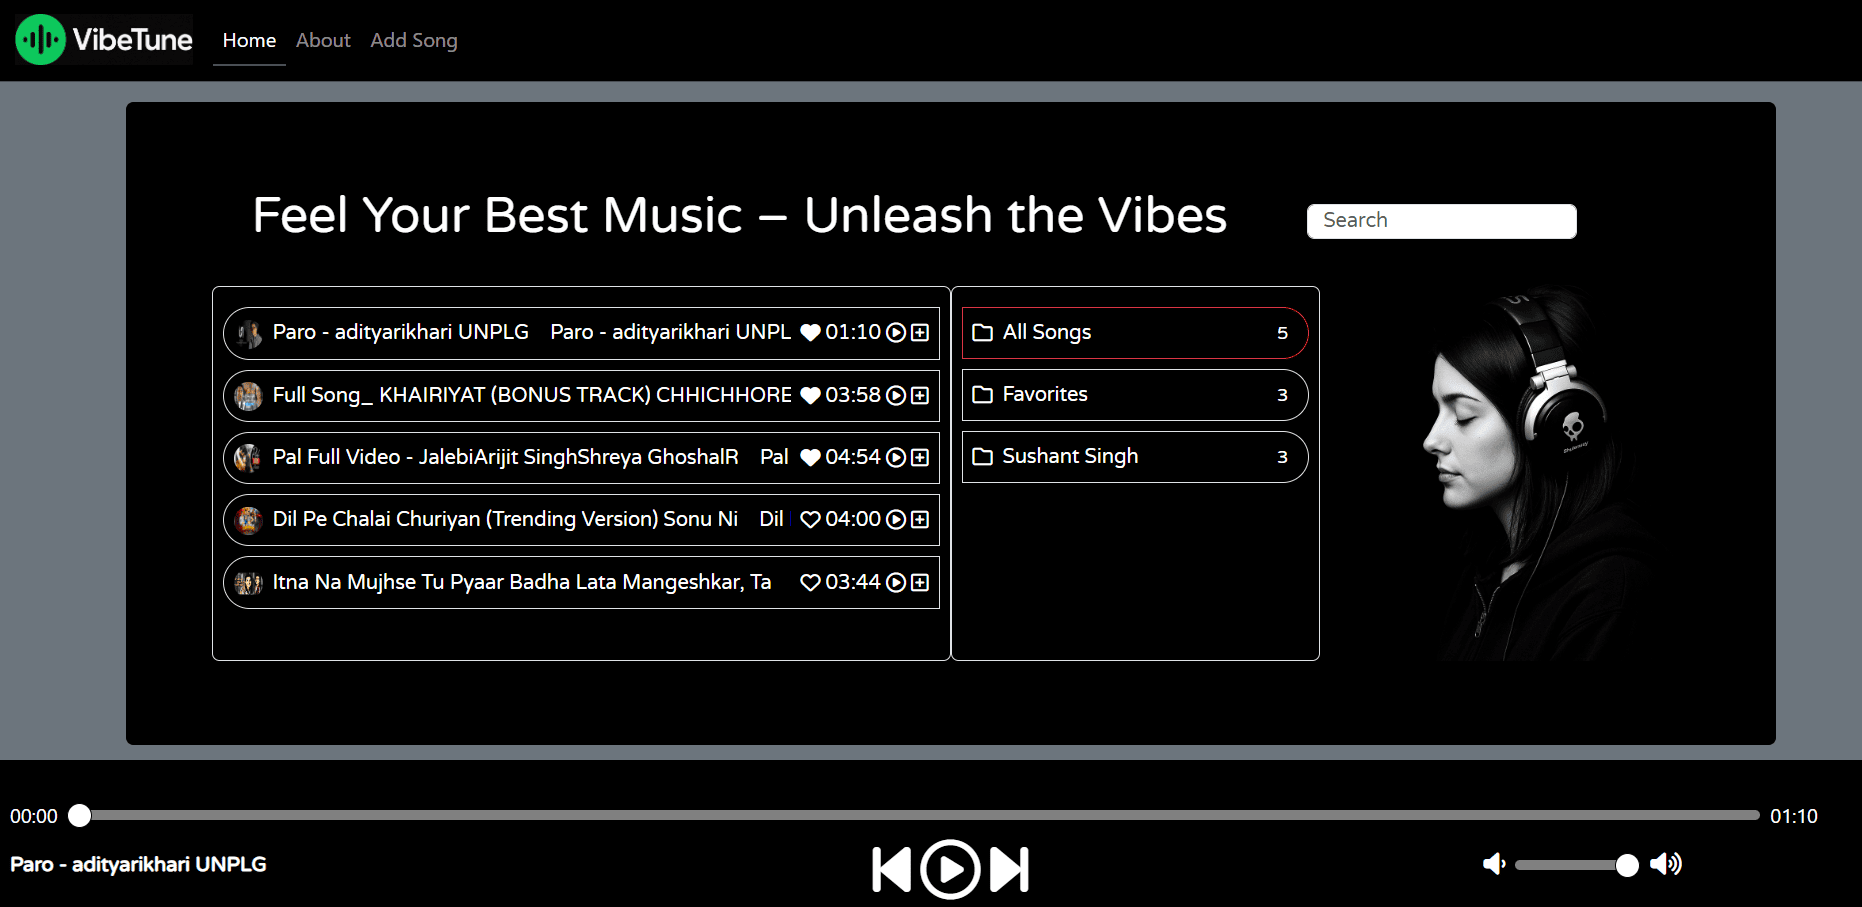 VibeTune Home About Add Song
Feel Your Best Music – Unleash the Vibes
Search
Paro - adityarikhari UNPLG Paro - adityarikhari UNPL 01:10
Full Song_ KHAIRIYAT (BONUS TRACK) CHHICHHORE 03:58
Pal Full Video - JalebiArijit SinghShreya GhoshalR Pal 04:54
Dil Pe Chalai Churiyan (Trending Version) Sonu Ni Dil 04:00
Itna Na Mujhse Tu Pyaar Badha Lata Mangeshkar, Ta 03:44
All Songs 5
Favorites 3
Sushant Singh 3
00:00 01:10
Paro - adityarikhari UNPLG